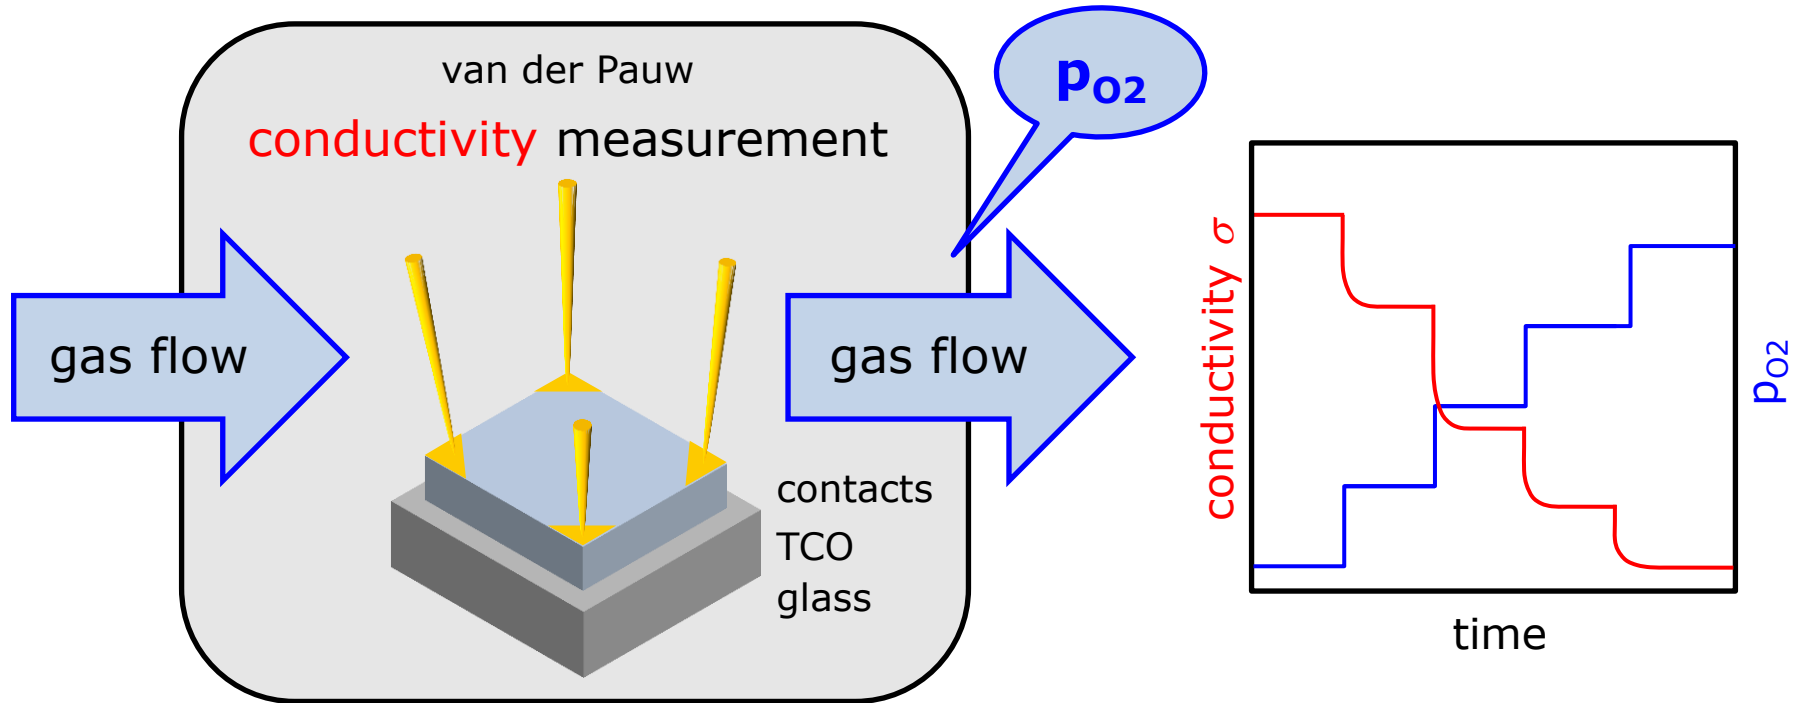 van der Pauw
conductivity measurement
gas flow
contacts
TCO
glass
gas flow
pO2
conductivity σ
pO2
time